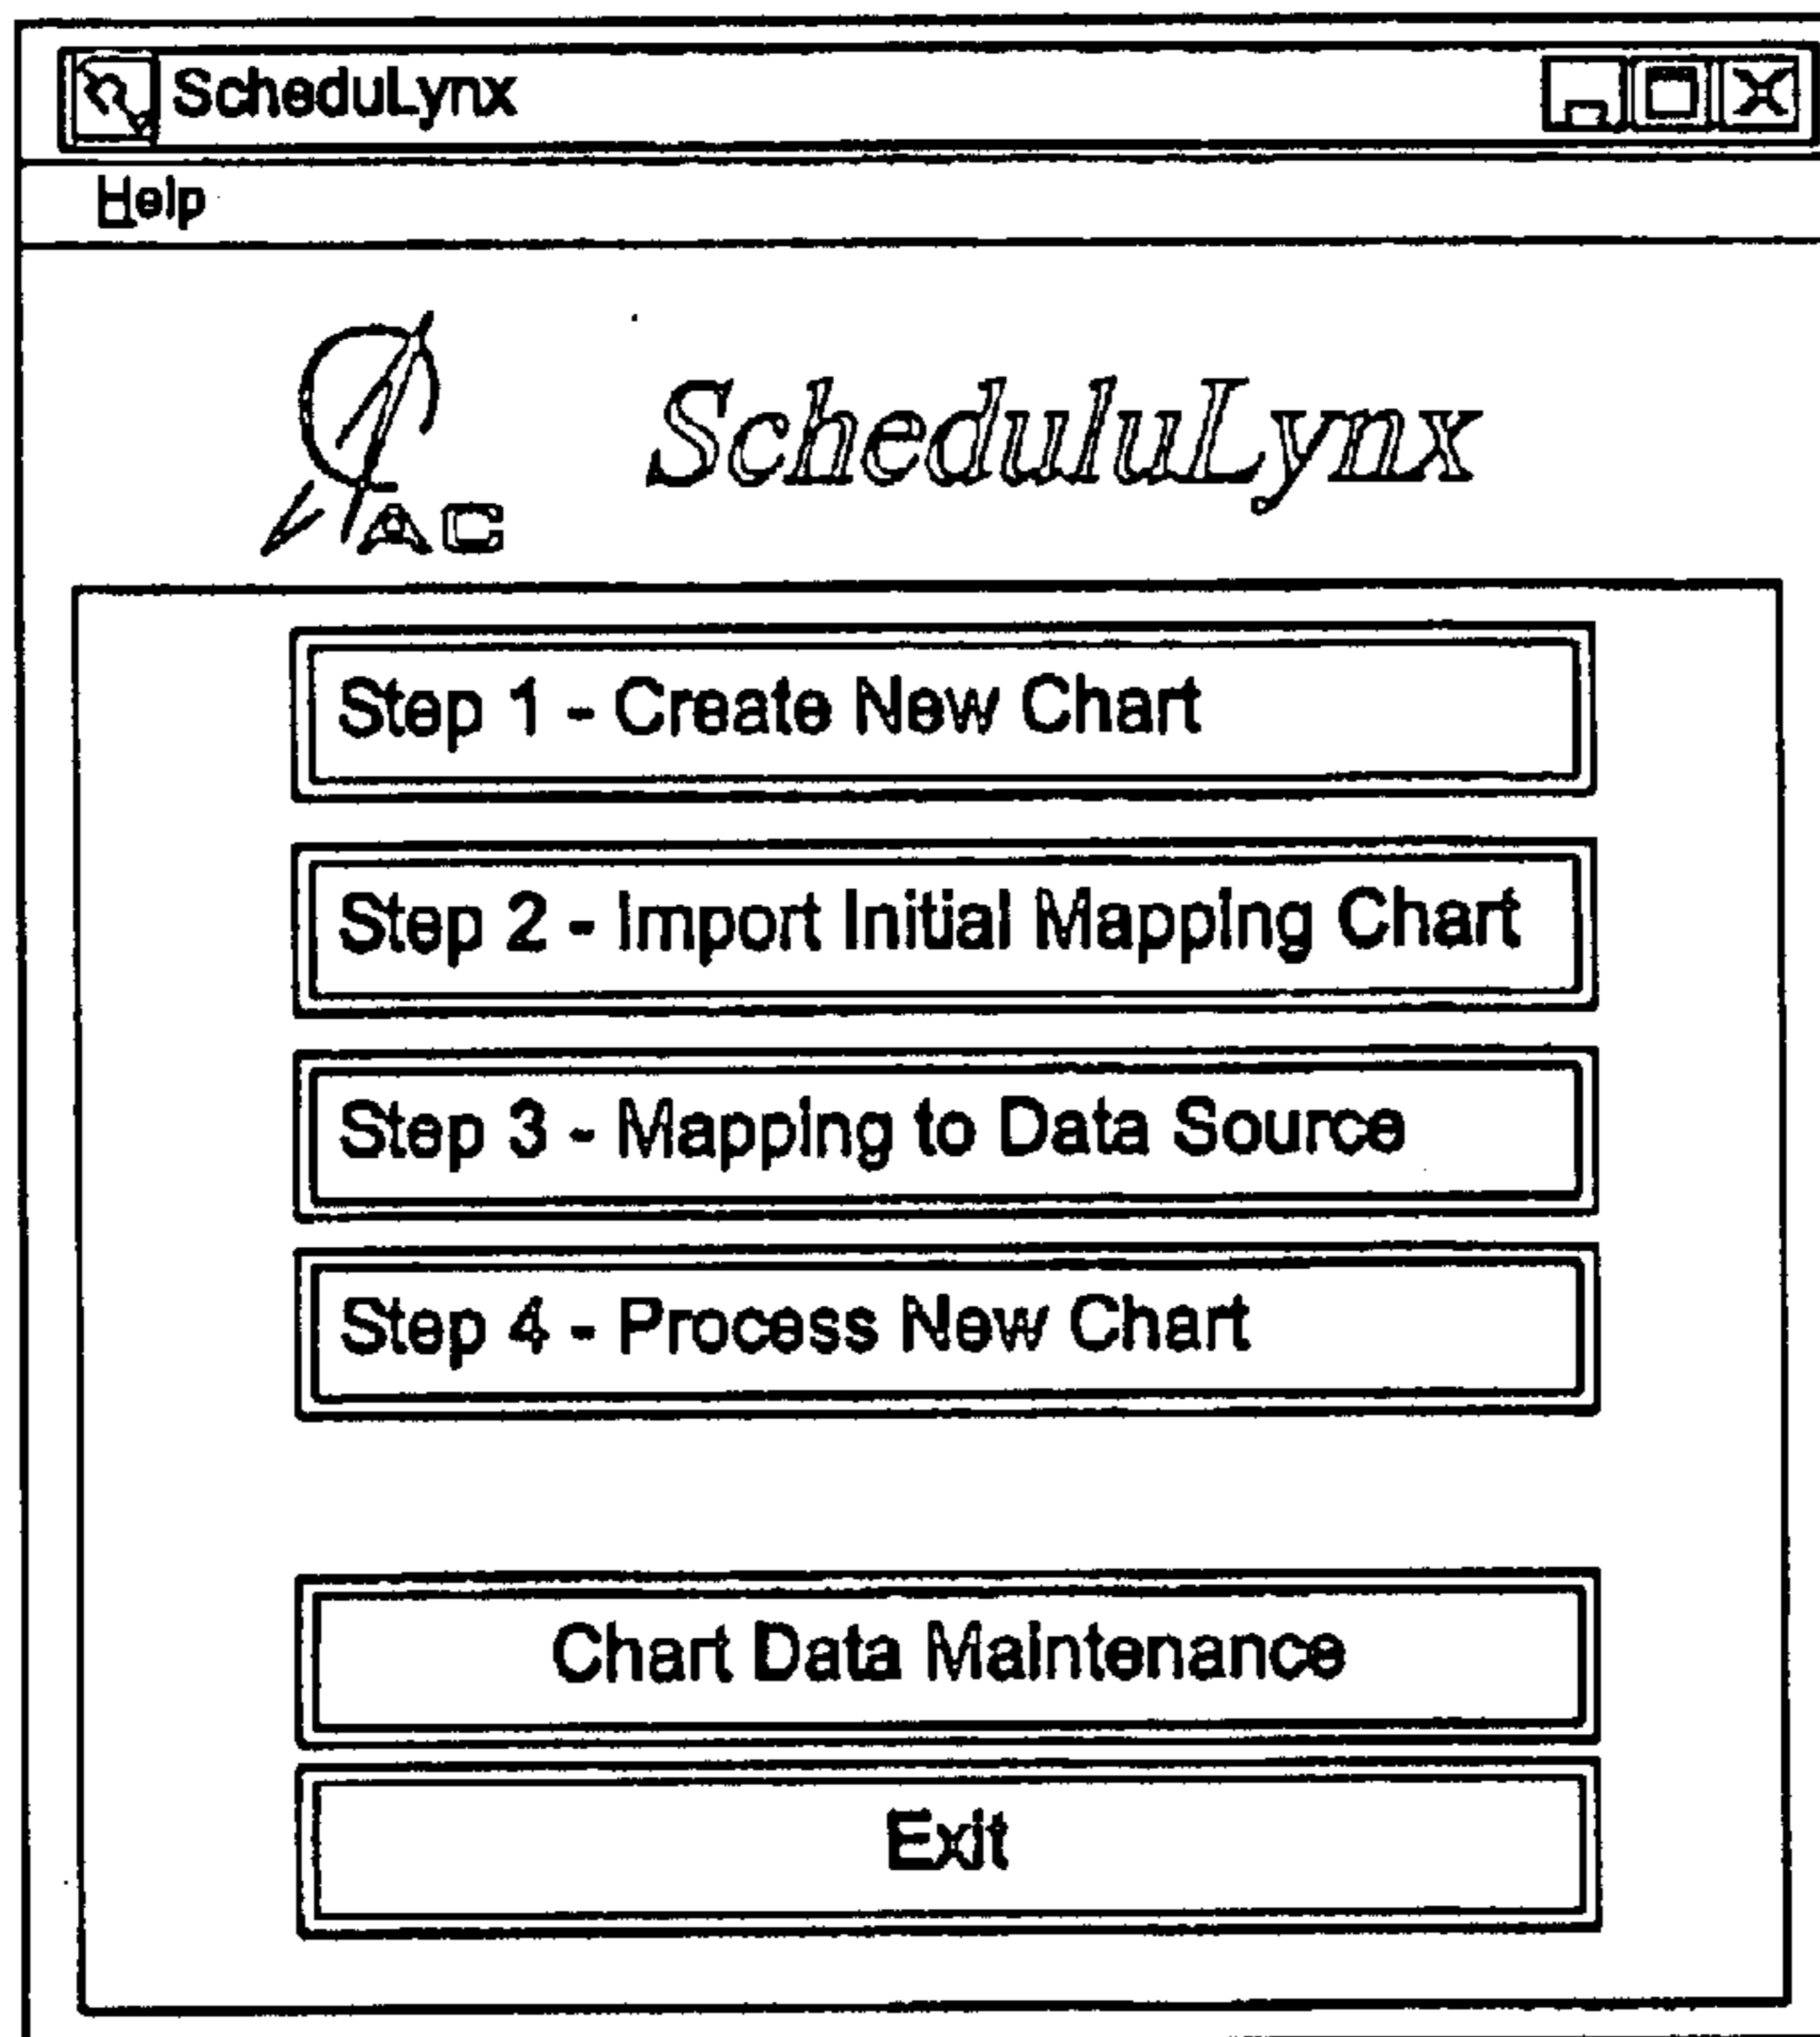 ScheduLynx
Help
AC
ScheduluLynx
Step 1 - Create New Chart
Step 2 - Import Initial Mapping Chart
Step 3 - Mapping to Data Source
Step 4 - Process New Chart
Chart Data Maintenance
Exit